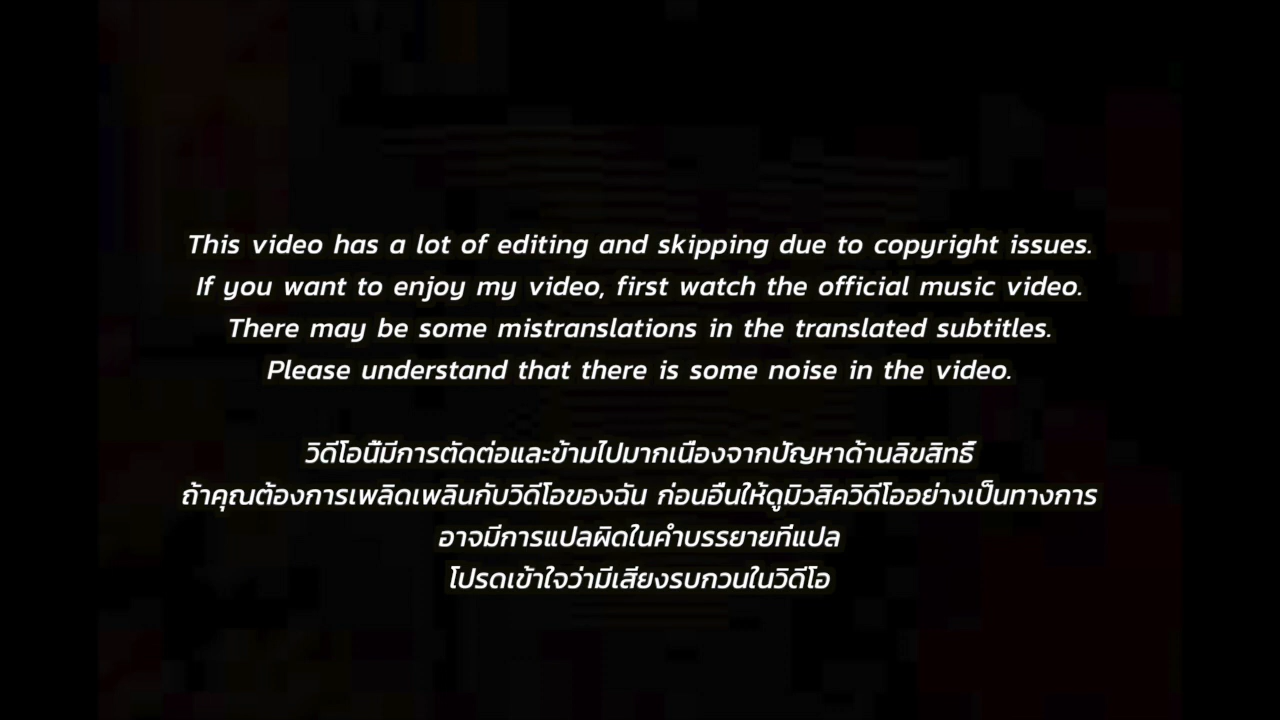 This video has a lot of editing and skipping due to copyright issues.
If you want to enjoy my video, first watch the official music video.
There may be some mistranslations in the translated subtitles.
Please understand that there is some noise in the video.
วิดีโอนี้มีการตัดต่อและข้ามไปมากเนื่องจากปัญหาด้านลิขสิทธิ์
ถ้าคุณต้องการเพลิดเพลินกับวิดีโอของฉัน ก่อนอื่นให้ดูมิวสิควิดีโออย่างเป็นทางการ
อาจมีการแปลผิดในคำบรรยายที่แปล
โปรดเข้าใจว่ามีเสียงรบกวนในวิดีโอ